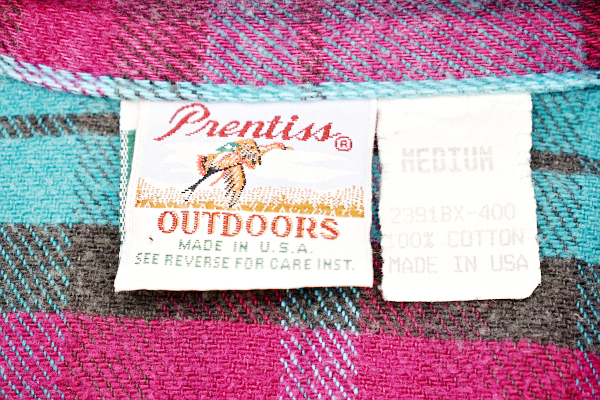 Prentiss®
OUTDOORS
MADE IN U.S.A.
SEE REVERSE FOR CARE INST.
MEDIUM
2391BX-400
100% COTTON
MADE IN USA